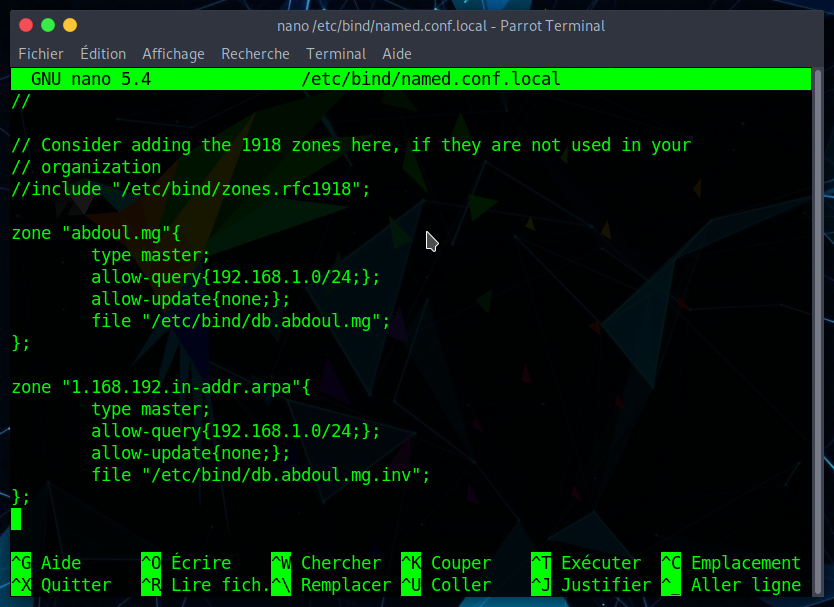 nano /etc/bind/named.conf.local - Parrot Terminal
Fichier Édition Affichage Recherche Terminal Aide
GNU nano 5.4 /etc/bind/named.conf.local
//
// Consider adding the 1918 zones here, if they are not used in your
// organization
//include "/etc/bind/zones.rfc1918";
zone "abdoul.mg"{
type master;
allow-query{192.168.1.0/24;};
allow-update{none;};
file "/etc/bind/db.abdoul.mg";
};
zone "1.168.192.in-addr.arpa"{
type master;
allow-query{192.168.1.0/24;};
allow-update{none;};
file "/etc/bind/db.abdoul.mg.inv";
};
^G Aide ^O Écrire ^W Chercher ^K Couper ^T Exécuter ^C Emplacement
^X Quitter ^R Lire fich. ^\ Remplacer ^U Coller ^J Justifier ^_ Aller ligne